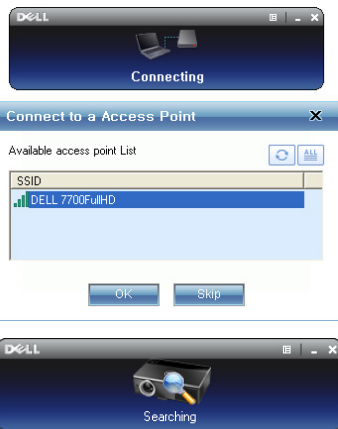 DELL
Connecting
Connect to a Access Point
Available access point List
ALL
SSID
DELL 7700FullHD
OK
Skip
DELL
Searching